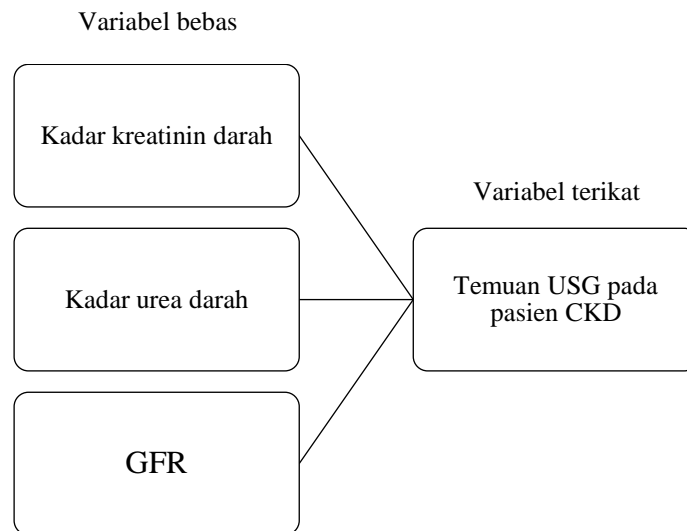 Variabel bebas
Kadar kreatinin darah
Kadar urea darah
GFR
Variabel terikat
Temuan USG pada
pasien CKD